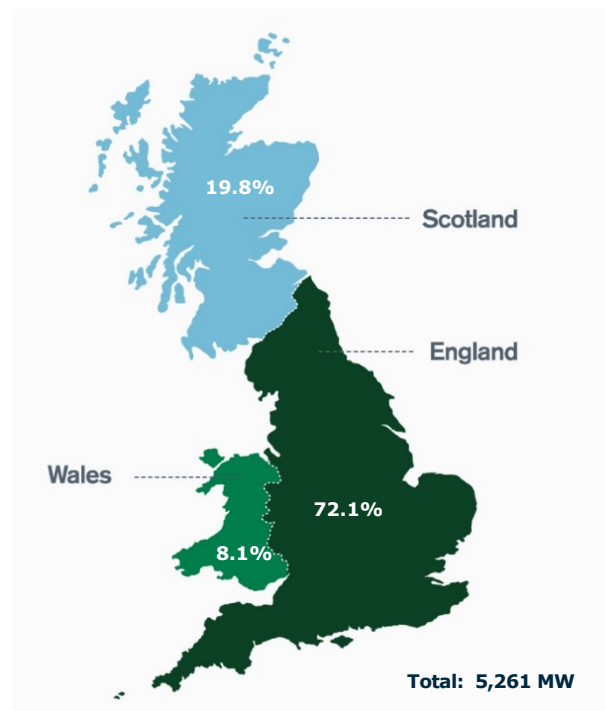 19.8%
Scotland
England
Wales
72.1%
8.1%
Total: 5,261 MW